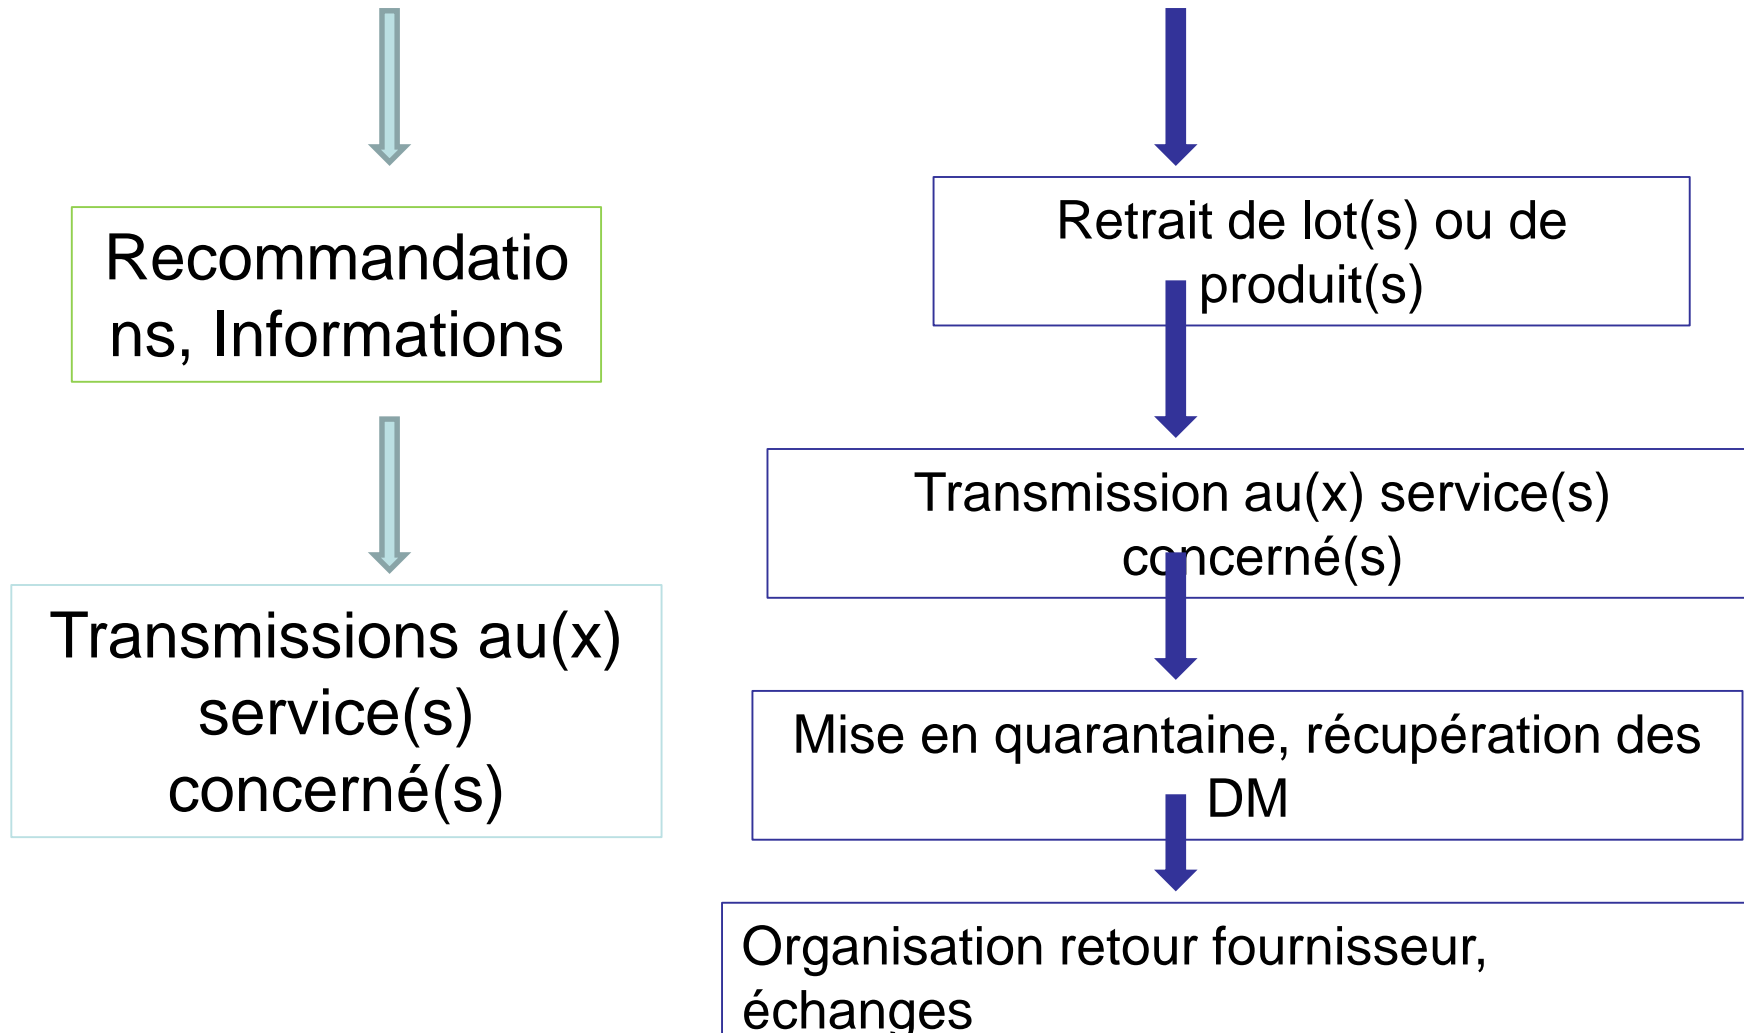 Recommandatio
ns, Informations
Transmissions au(x)
service(s)
concerné(s)
Retrait de lot(s) ou de
produit(s)
Transmission au(x) service(s)
concerné(s)
Mise en quarantaine, récupération des
DM
Organisation retour fournisseur,
échanges